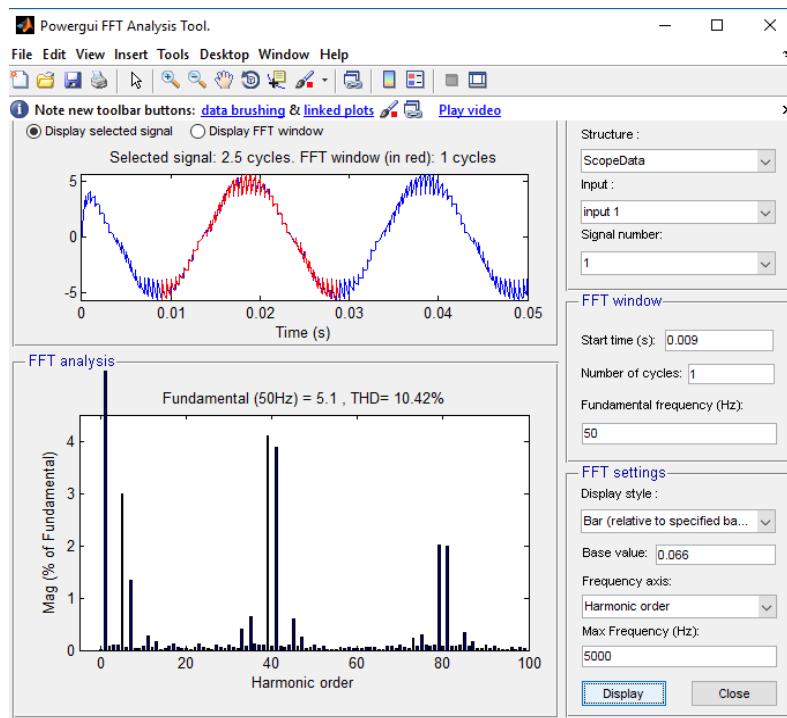 Powergui FFT Analysis Tool.
File Edit View Insert Tools Desktop Window Help
Note new toolbar buttons: data brushing & linked plots Play video
Display selected signal Display FFT window
Selected signal: 2.5 cycles. FFT window (in red): 1 cycles
5
0
-5
0 0.01 0.02 0.03 0.04 0.05
Time (s)
FFT analysis
Fundamental (50Hz) = 5.1 , THD= 10.42%
Mag (% of Fundamental)
4
3
2
1
0
0 20 40 60 80 100
Harmonic order
Structure :
ScopeData
Input :
input 1
Signal number:
1
FFT window
Start time (s): 0.009
Number of cycles: 1
Fundamental frequency (Hz):
50
FFT settings
Display style :
Bar (relative to specified ba...
Base value: 0.066
Frequency axis:
Harmonic order
Max Frequency (Hz):
5000
Display Close